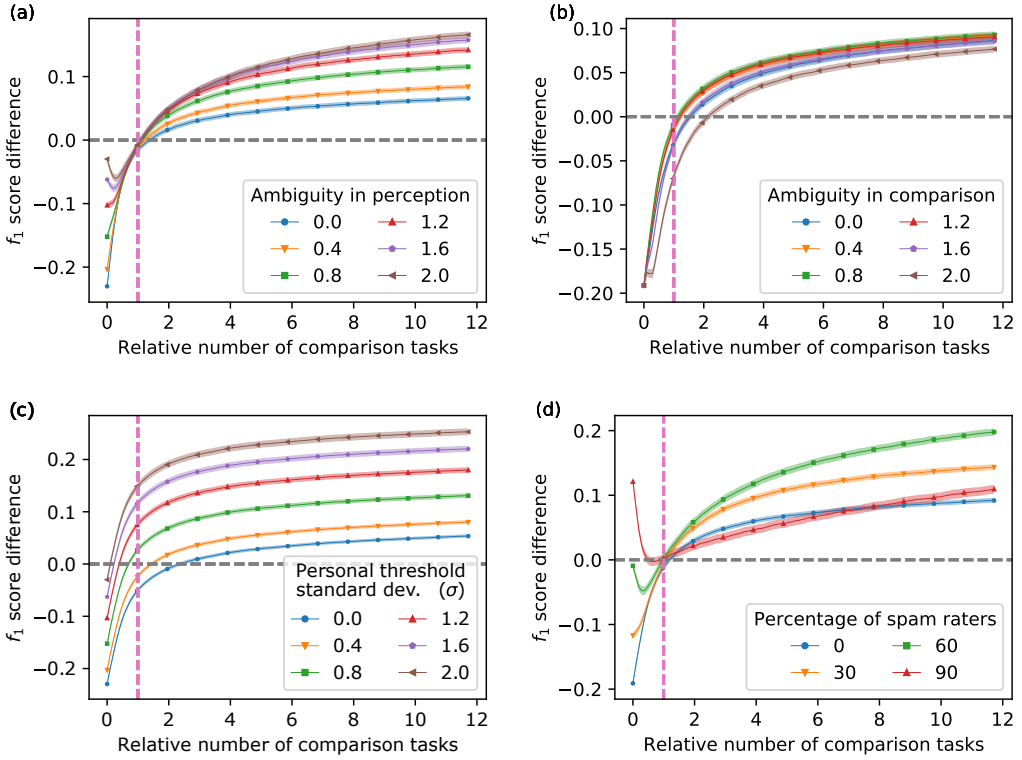 (a)
f₁ score difference
0.1
0.0
−0.1
−0.2
Ambiguity in perception
0.0 1.2
0.4 1.6
0.8 2.0
0 2 4 6 8 10 12
Relative number of comparison tasks
(b)
f₁ score difference
0.10
0.05
0.00
−0.05
−0.10
−0.15
−0.20
Ambiguity in comparison
0.0 1.2
0.4 1.6
0.8 2.0
0 2 4 6 8 10 12
Relative number of comparison tasks
(c)
f₁ score difference
0.2
0.1
0.0
−0.1
−0.2
Personal threshold
standard dev. (σ)
0.0 1.2
0.4 1.6
0.8 2.0
0 2 4 6 8 10 12
Relative number of comparison tasks
(d)
f₁ score difference
0.2
0.1
0.0
−0.1
−0.2
Percentage of spam raters
0 60
30 90
0 2 4 6 8 10 12
Relative number of comparison tasks